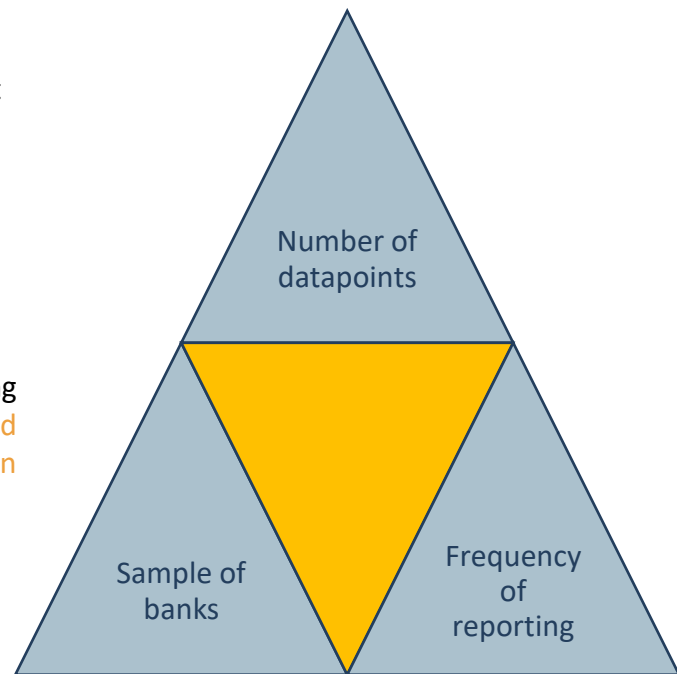 Number of
datapoints
Sample of
banks
Frequency
of
reporting